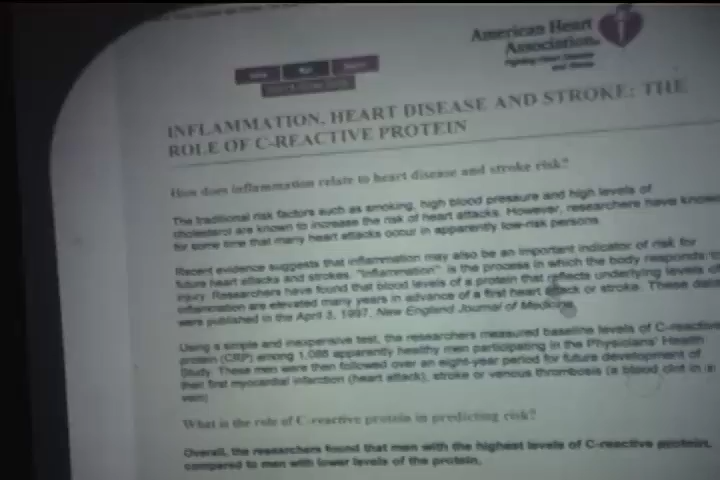 American Heart
Association
Fighting Heart Disease
and Stroke
INFLAMMATION, HEART DISEASE AND STROKE: THE
ROLE OF C-REACTIVE PROTEIN
How does inflammation relate to heart disease and stroke risk?
The traditional risk factors such as smoking, high blood pressure and high levels of
cholesterol are known to increase the risk of heart attacks. However, researchers have known
for some time that many heart attacks occur in apparently low-risk persons.
Recent evidence suggests that inflammation may also be an important indicator of risk for
future heart attacks and strokes. "Inflammation" is the process in which the body responds
injury. Researchers have found that blood levels of a protein that reflects underlying levels
inflammation are elevated many years in advance of a first heart attack or stroke. These data
were published in the April 3, 1997, New England Journal of Medicine.
Using a simple and inexpensive test, the researchers measured baseline levels of C-reactive
protein (CRP) among 1,086 apparently healthy men participating in the Physicians' Health
Study. These men were then followed over an eight-year period for future development of
their first myocardial infarction (heart attack), stroke or venous thrombosis (a blood clot in a
vein)
What is the role of C-reactive protein in predicting risk?
Overall, the researchers found that men with the highest levels of C-reactive protein,
compared to men with lower levels of the protein,